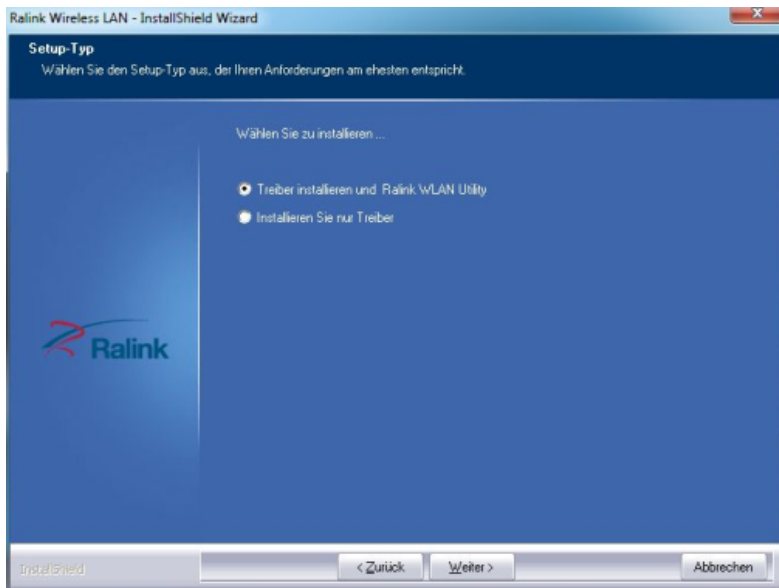 Ralink Wireless LAN - InstallShield Wizard
Setup-Typ
Wählen Sie den Setup-Typ aus, der Ihren Anforderungen am ehesten entspricht.
Wählen Sie zu installieren ...
Treiber installieren und Ralink WLAN Utility
Installieren Sie nur Treiber
Ralink
InstallShield
< Zurück
Weiter >
Abbrechen